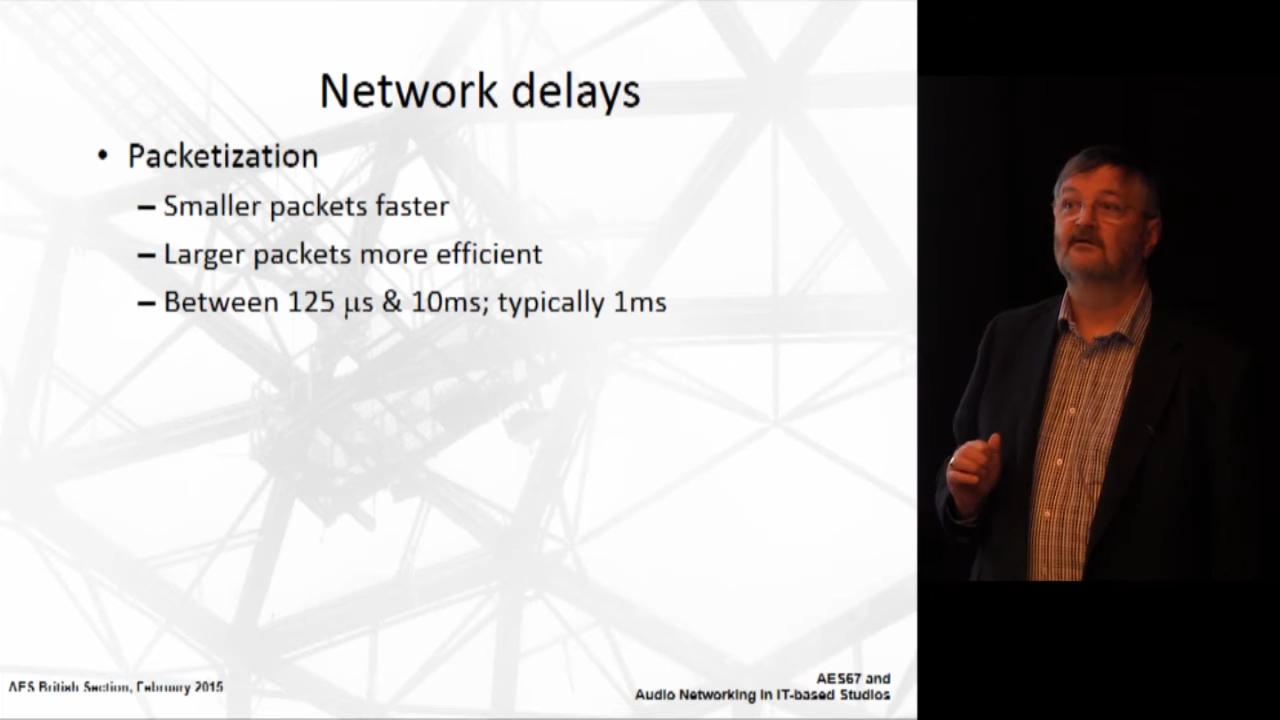 Network delays
• Packetization
– Smaller packets faster
– Larger packets more efficient
– Between 125 μs & 10ms; typically 1ms
AES British Section, February 2015
AES67 and
Audio Networking in IT-based Studios